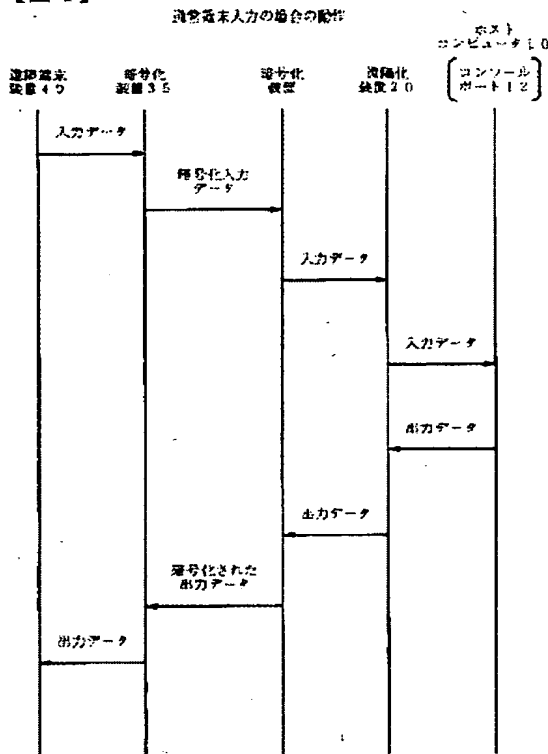 通常端末入力の場合の動作
ホスト
コンピュータ10
遠隔端末
装置40
暗号化
装置35
暗号化
装置
遠隔化
装置20
コンソール
ポート12
入力データ
暗号化入力
データ
入力データ
入力データ
出力データ
出力データ
暗号化された
出力データ
出力データ